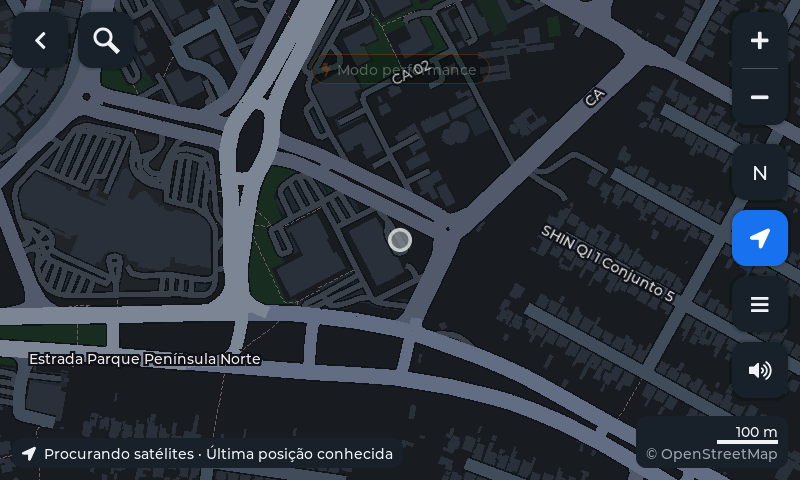 Modo performance
CA 02
CA
N
SHIN QI 1 Conjunto 5
Estrada Parque Península Norte
100 m
Procurando satélites · Última posição conhecida
© OpenStreetMap